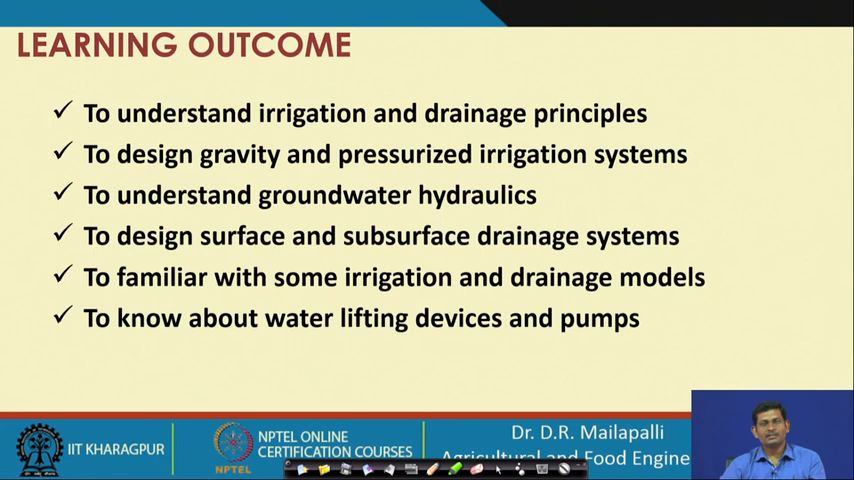 LEARNING OUTCOME
✓ To understand irrigation and drainage principles
✓ To design gravity and pressurized irrigation systems
✓ To understand groundwater hydraulics
✓ To design surface and subsurface drainage systems
✓ To familiar with some irrigation and drainage models
✓ To know about water lifting devices and pumps
IIT KHARAGPUR
NPTEL
NPTEL ONLINE
CERTIFICATION COURSES
Dr. D.R. Mailapalli
Agricultural and Food Engine